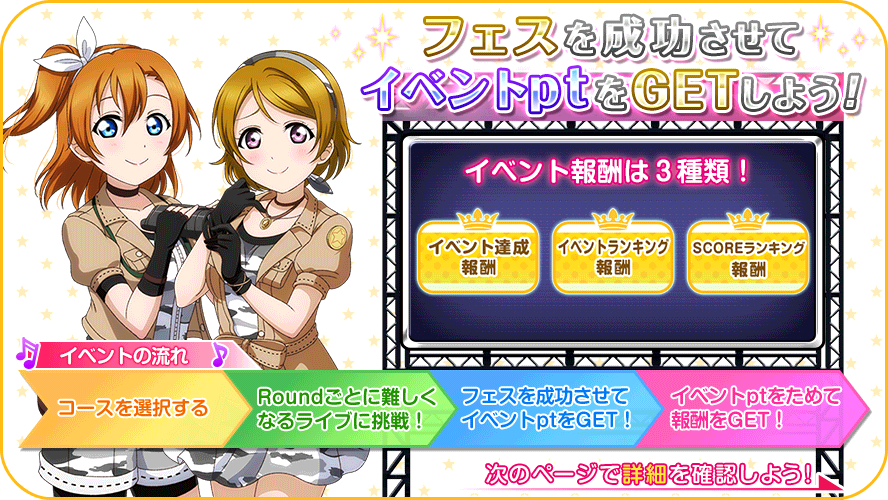 フェスを成功させて
イベントptをGETしよう!
イベント報酬は3種類!
イベント達成
報酬
イベントランキング
報酬
SCOREランキング
報酬
イベントの流れ
コースを選択する
Roundごとに難しく
なるライブに挑戦!
フェスを成功させて
イベントptをGET!
イベントptをためて
報酬をGET!
次のページで詳細を確認しよう!